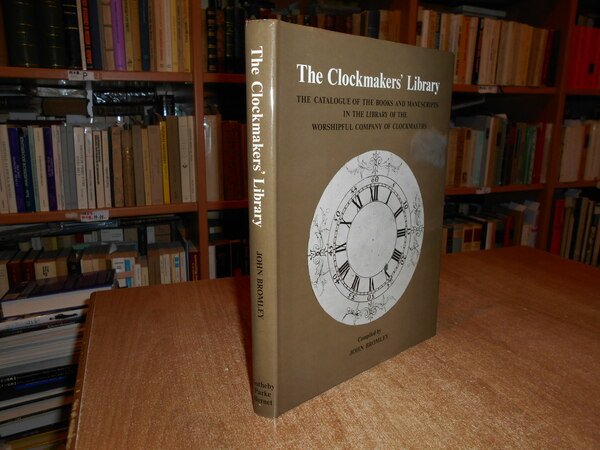 The Clockmakers' Library
JOHN BROMLEY
otheby
Parke
Bernet
The Clockmakers' Library
THE CATALOGUE OF THE BOOKS AND MANUSCRIPTS
IN THE LIBRARY OF THE
WORSHIPFUL COMPANY OF CLOCKMAKERS
Compiled by
JOHN BROMLEY